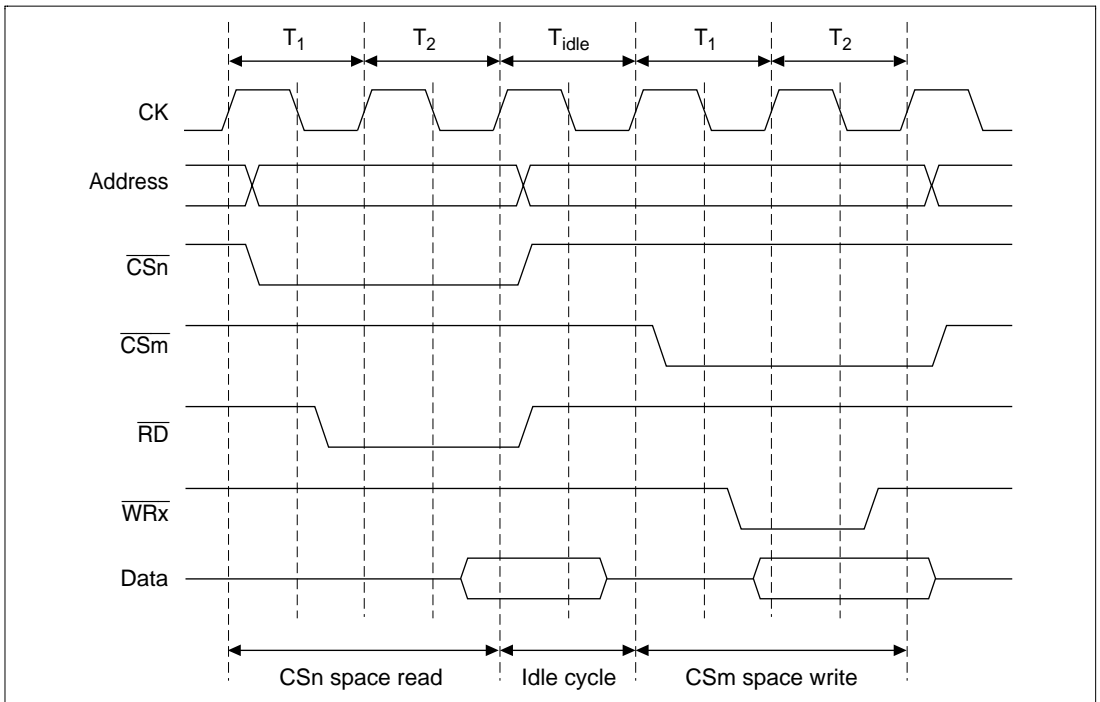 T1 T2 Tidle T1 T2
CK
Address
CSn
CSm
RD
WRx
Data
CSn space read Idle cycle CSm space write